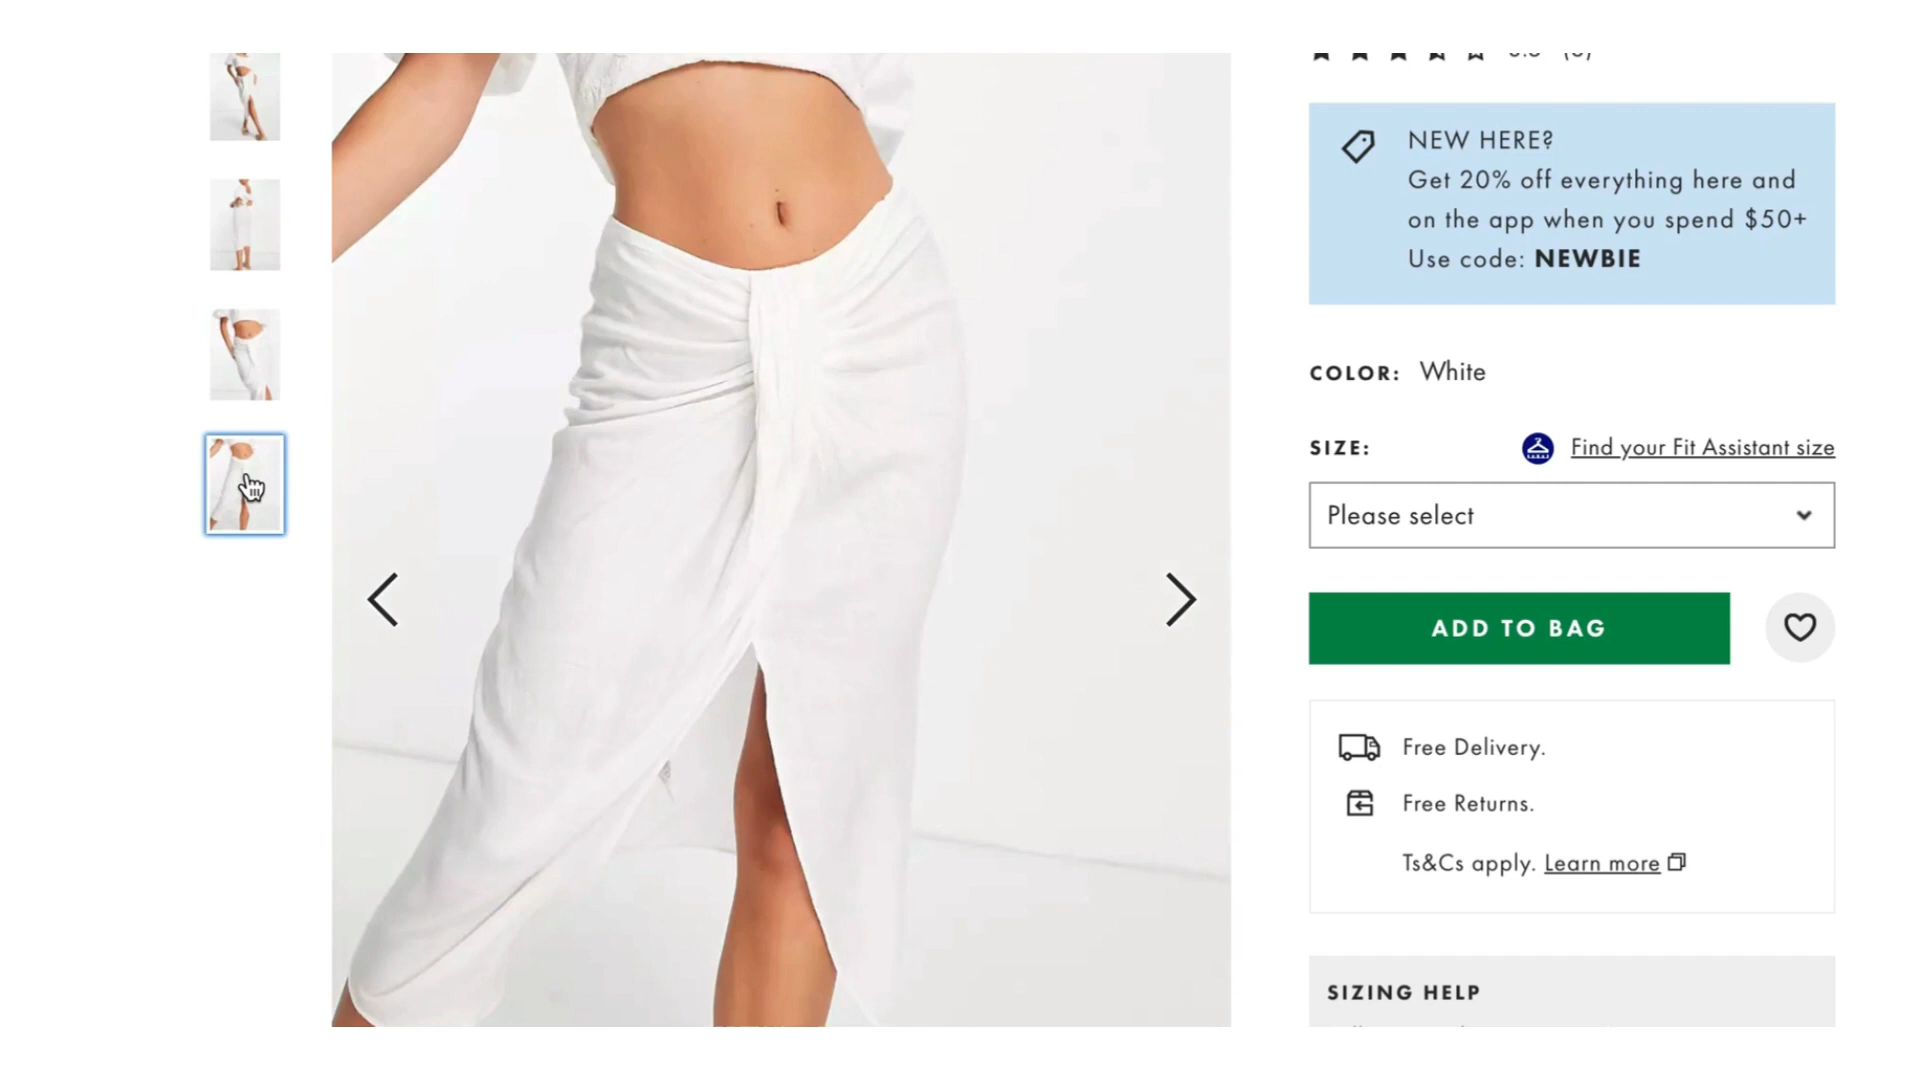 NEW HERE?
Get 20% off everything here and
on the app when you spend $50+
Use code: NEWBIE
COLOR: White
SIZE:
Find your Fit Assistant size
Please select
ADD TO BAG
Free Delivery.
Free Returns.
Ts&Cs apply. Learn more
SIZING HELP